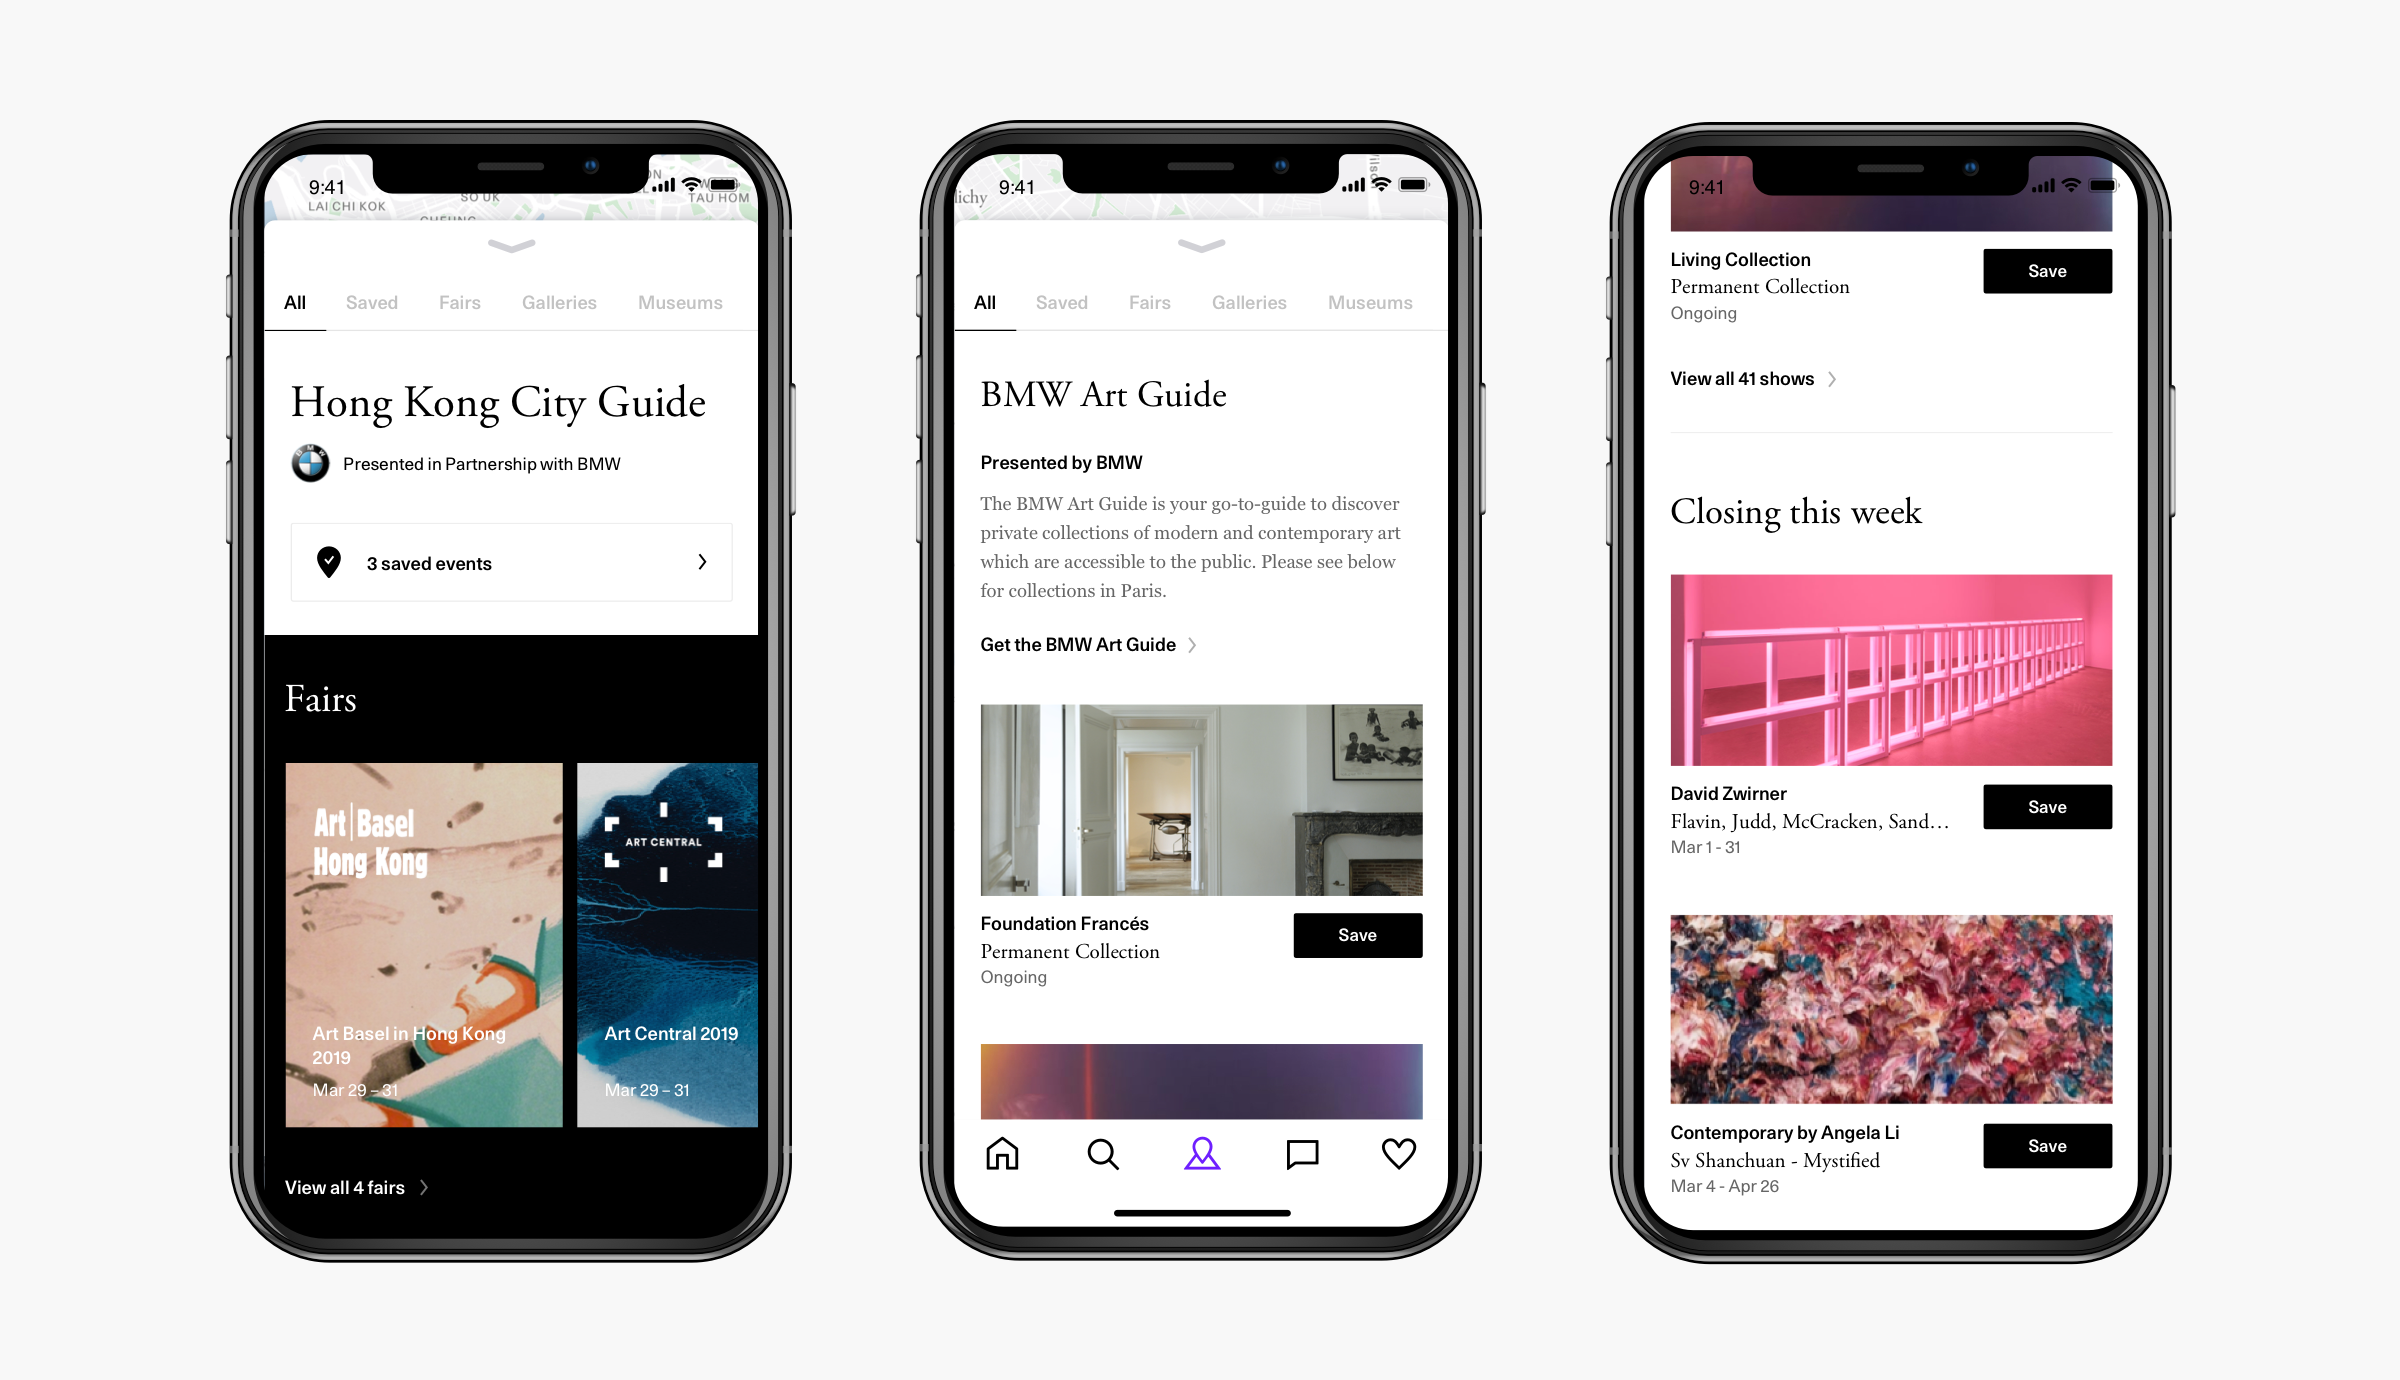 9:41
LAI CHI KOK
SO UK
TAU HOM
All Saved Fairs Galleries Museums
Hong Kong City Guide
BMW
Presented in Partnership with BMW
3 saved events
Fairs
Art Basel
Hong Kong
Art Basel in Hong Kong
2019
Mar 29 – 31
ART CENTRAL
Art Central 2019
Mar 29 – 31
View all 4 fairs
9:41
lichy
All Saved Fairs Galleries Museums
BMW Art Guide
Presented by BMW
The BMW Art Guide is your go-to-guide to discover
private collections of modern and contemporary art
which are accessible to the public. Please see below
for collections in Paris.
Get the BMW Art Guide
Foundation Francés
Save
Permanent Collection
Ongoing
9:41
Living Collection
Save
Permanent Collection
Ongoing
View all 41 shows
Closing this week
David Zwirner
Save
Flavin, Judd, McCracken, Sand...
Mar 1 - 31
Contemporary by Angela Li
Save
Sv Shanchuan - Mystified
Mar 4 - Apr 26